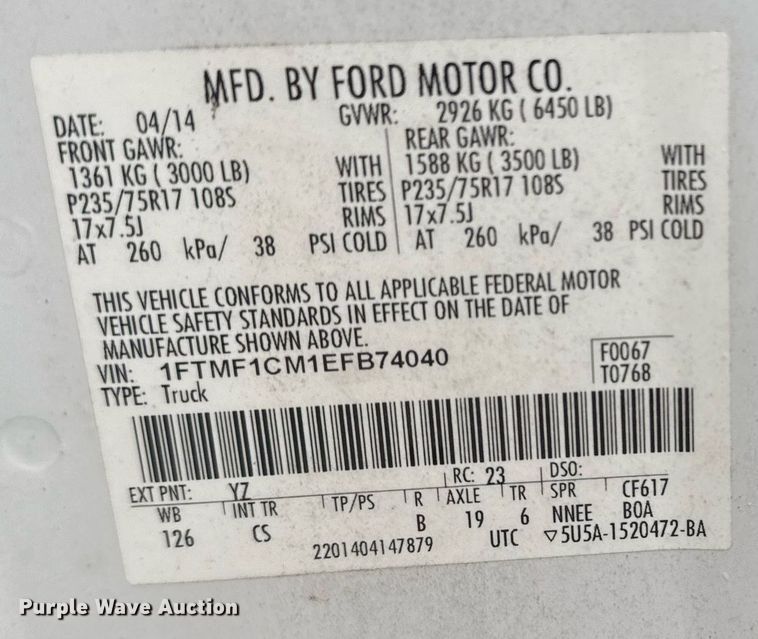 MFD. BY FORD MOTOR CO.
DATE: 04/14 GVWR: 2926 KG ( 6450 LB)
FRONT GAWR: REAR GAWR:
1361 KG ( 3000 LB) WITH 1588 KG ( 3500 LB) WITH
P235/75R17 108S TIRES P235/75R17 108S TIRES
17x7.5J RIMS 17x7.5J RIMS
AT 260 kPa/ 38 PSI COLD AT 260 kPa/ 38 PSI COLD
THIS VEHICLE CONFORMS TO ALL APPLICABLE FEDERAL MOTOR
VEHICLE SAFETY STANDARDS IN EFFECT ON THE DATE OF
MANUFACTURE SHOWN ABOVE.
VIN: 1FTMF1CM1EFB74040 F0067
TYPE: Truck T0768
EXT PNT: YZ RC: 23 DSO:
WB INT TR TP/PS R AXLE TR SPR CF617
126 CS B 19 6 NNEE BOA
2201404147879 UTC ▽5U5A-1520472-BA
Purple Wave Auction